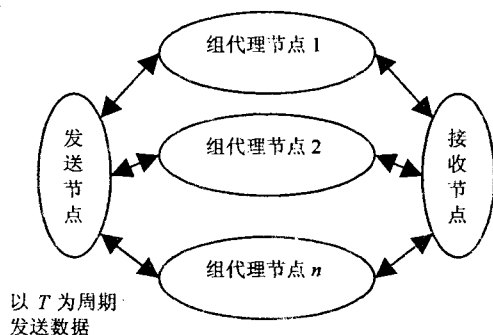 组代理节点 1
发送节点
组代理节点 2
接收节点
组代理节点 n
以 T 为周期
发送数据